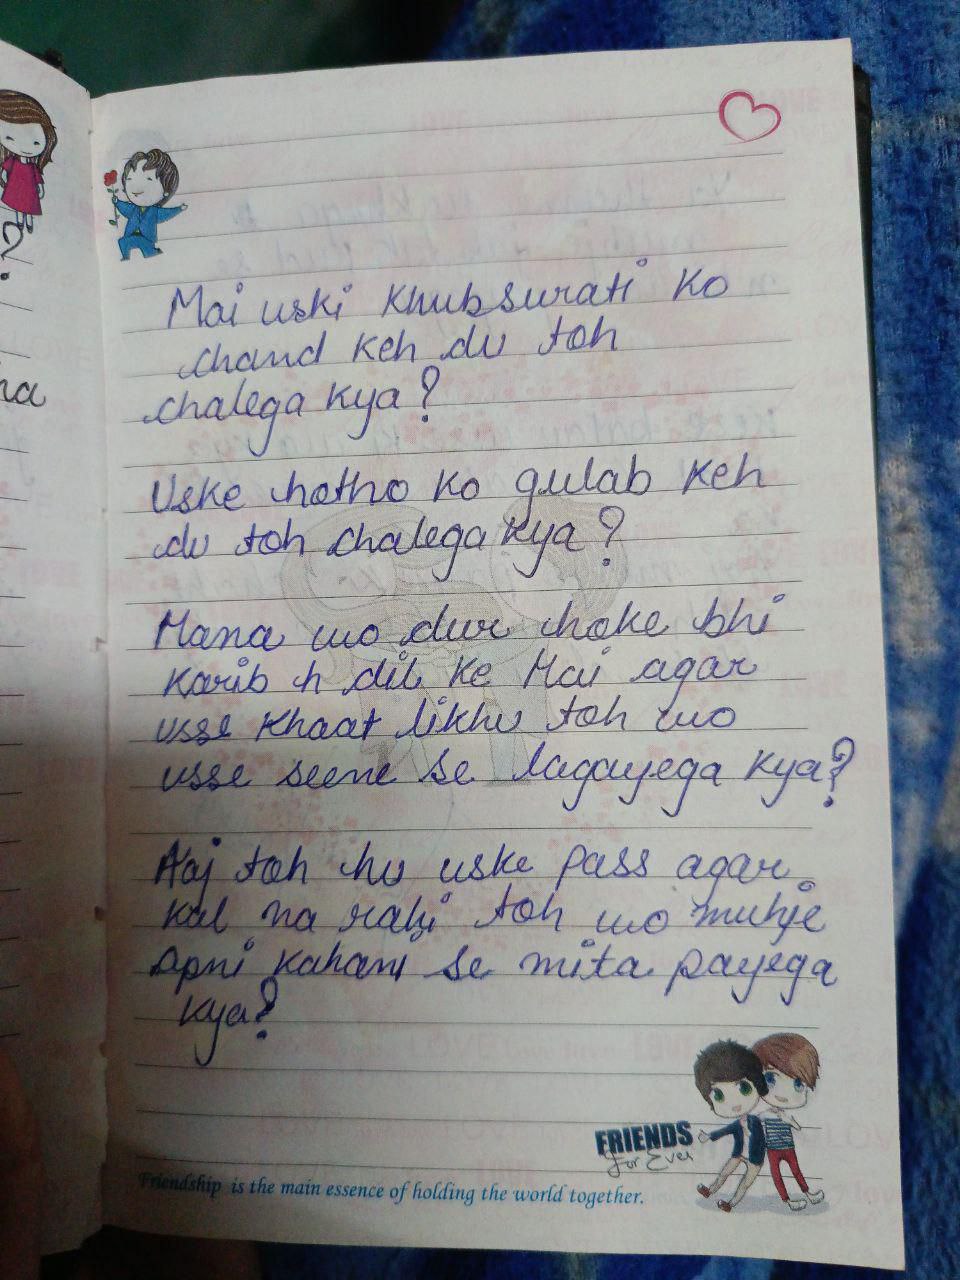 2.
na
Mai uski khubsurati ko
chand keh du toh
chalega kya?
Uske hotho ko gulab keh
du toh chalega kya?
Mana wo dur hoke bhi
karib h dil ke Mai agar
usse khaat likhu toh wo
usse seene se lagayega kya?
Aaj toh hu uske pass agar
kal na rahi toh wo muhje
apni kahani se mita payega
kya?
FRIENDS
For Ever
Friendship is the main essence of holding the world together.